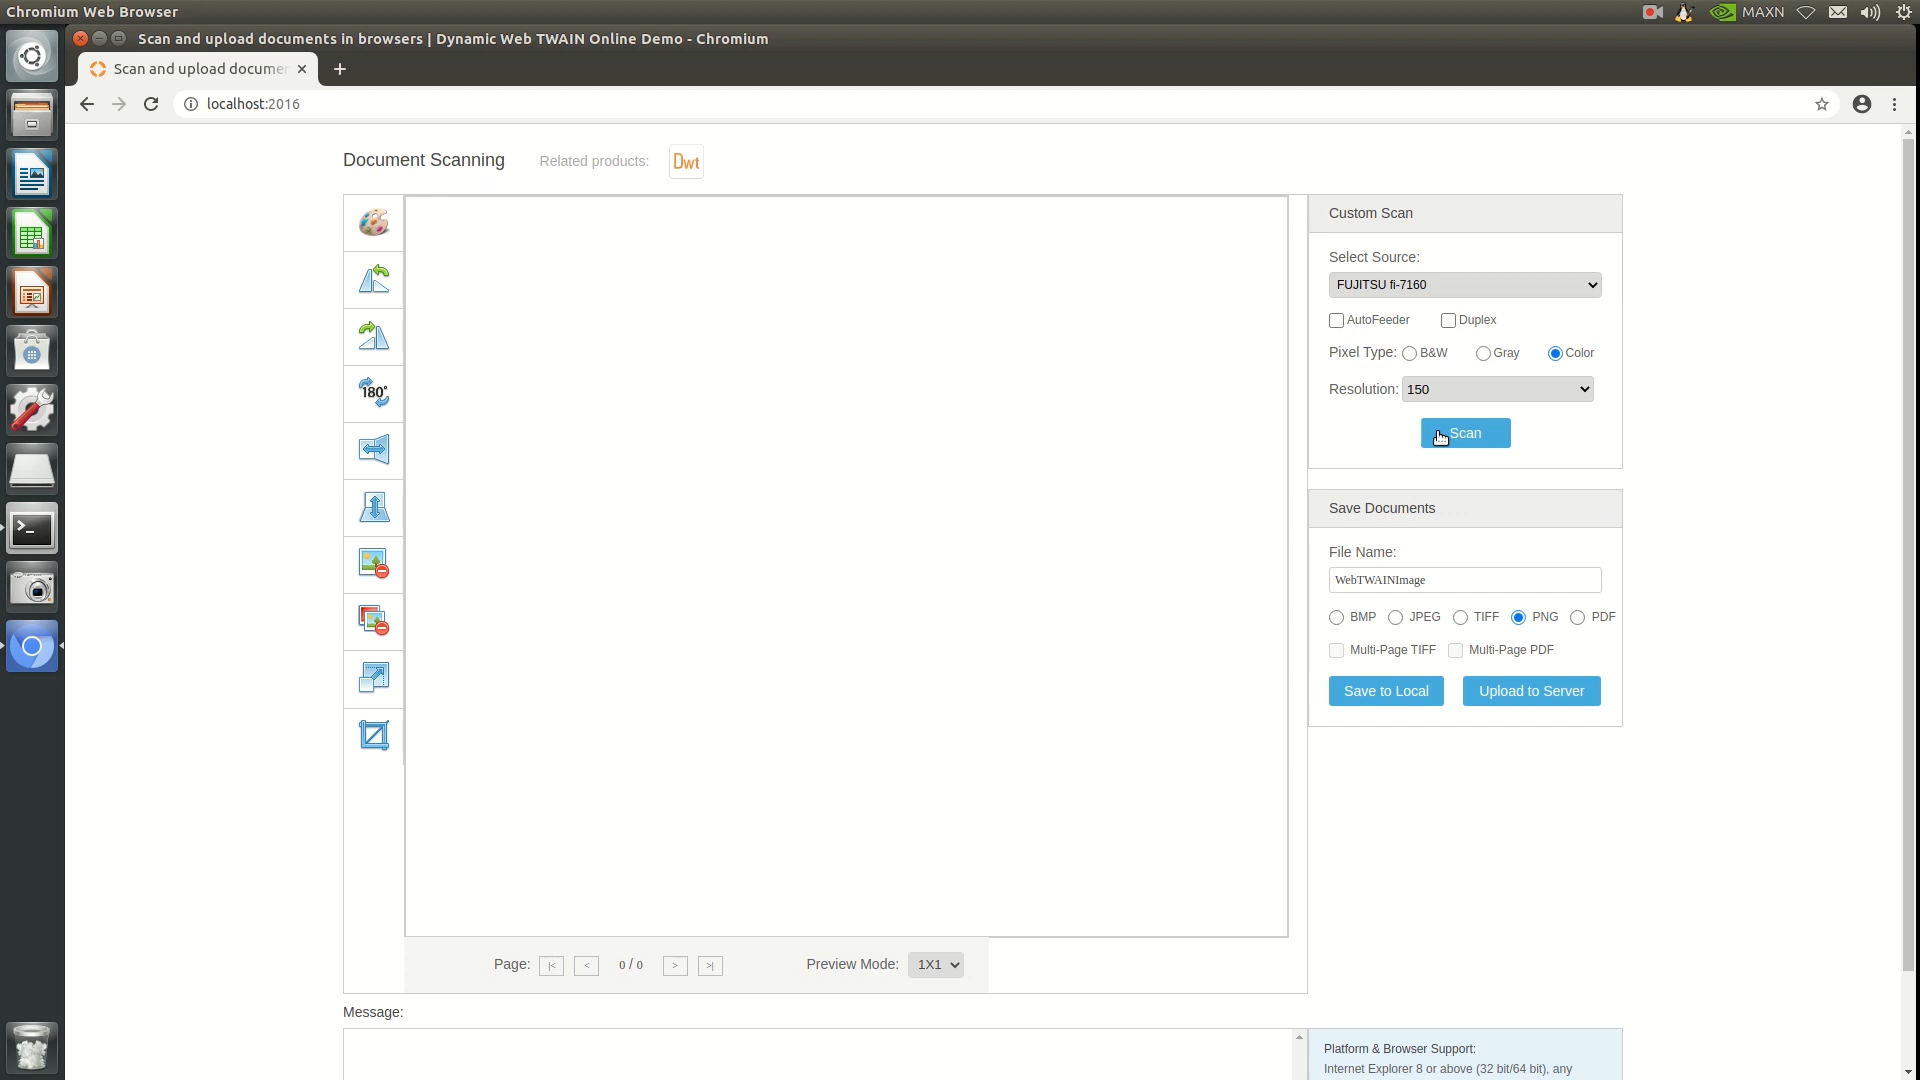 Chromium Web Browser
MAXN
Scan and upload documents in browsers | Dynamic Web TWAIN Online Demo - Chromium
Scan and upload documen
localhost:2016
Document Scanning
Related products:
Dwt
Custom Scan
Select Source:
FUJITSU fi-7160
AutoFeeder
Duplex
Pixel Type:
B&W
Gray
Color
Resolution:
150
Scan
180°
Save Documents
File Name:
WebTWAINImage
BMP
JPEG
TIFF
PNG
PDF
Multi-Page TIFF
Multi-Page PDF
Save to Local
Upload to Server
Page:
|<
<
0 / 0
>
>|
Preview Mode:
1X1
Message:
Platform & Browser Support:
Internet Explorer 8 or above (32 bit/64 bit), any